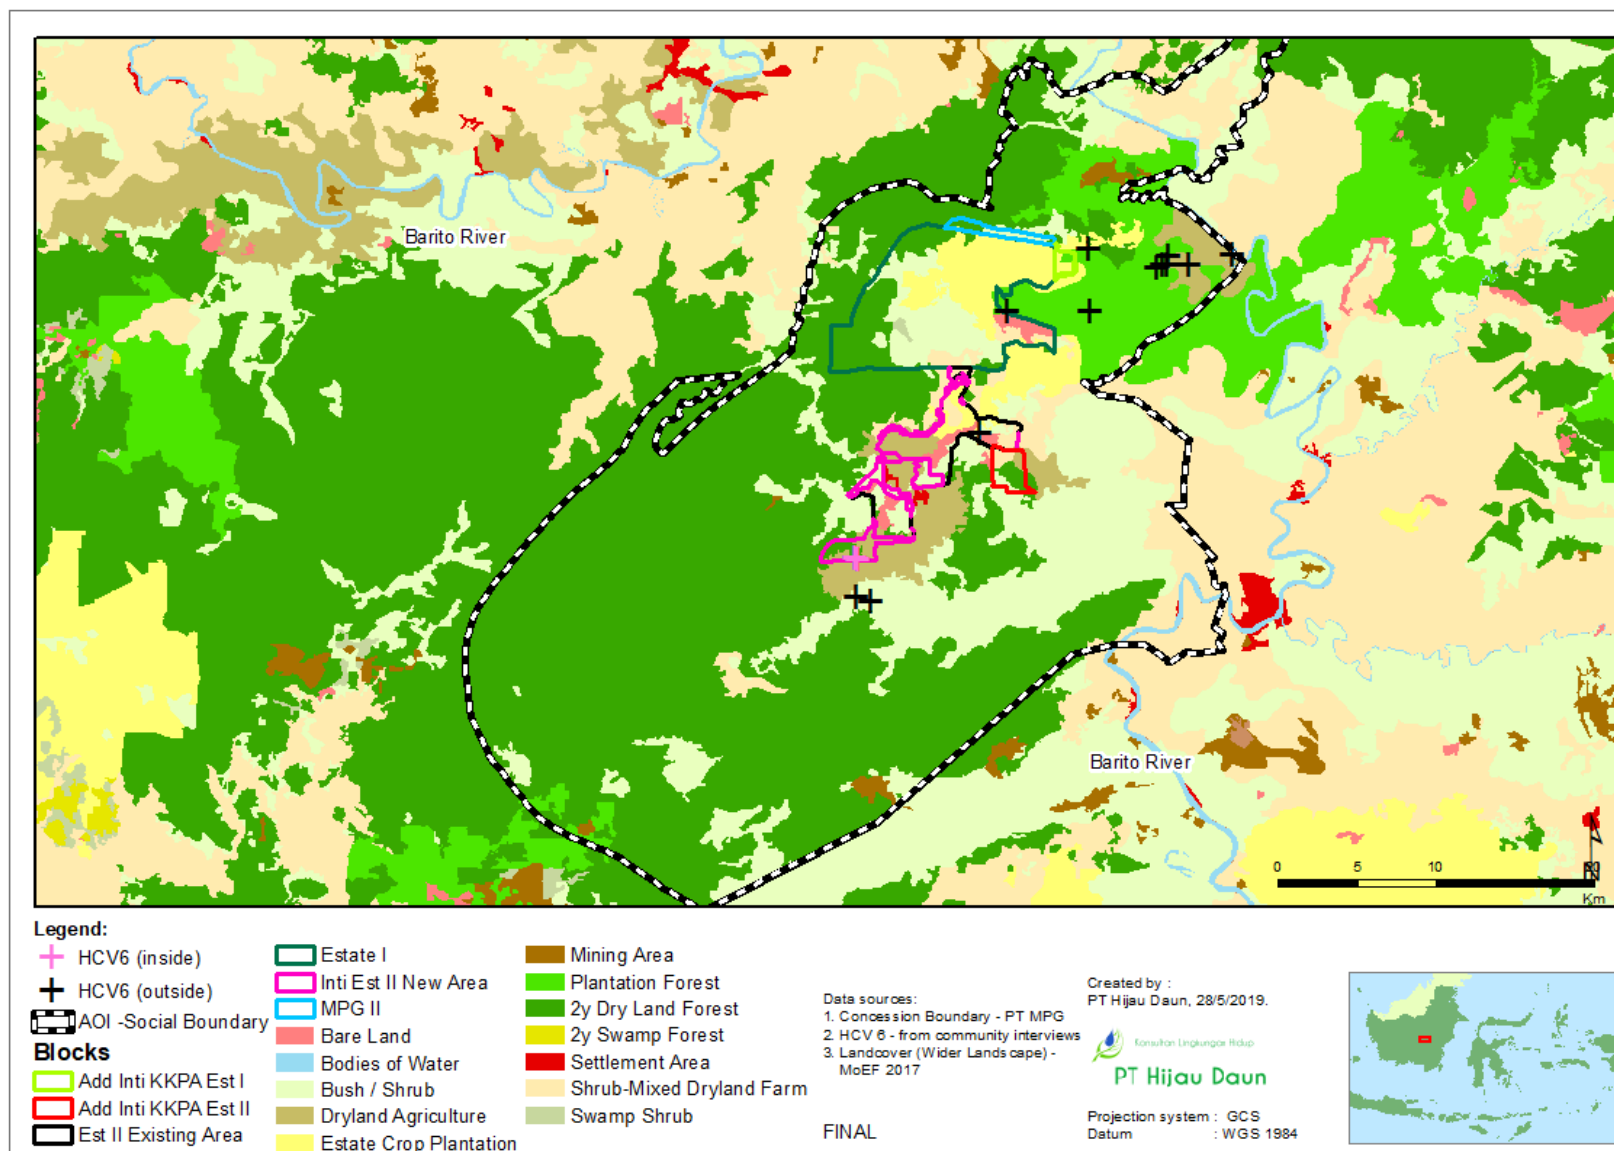 Barito River
Barito River
0 5 10 20
Km
Legend:
HCV6 (inside)
HCV6 (outside)
AOI -Social Boundary
Blocks
Add Inti KKPA Est I
Add Inti KKPA Est II
Est II Existing Area
Estate I
Inti Est II New Area
MPG II
Bare Land
Bodies of Water
Bush / Shrub
Dryland Agriculture
Estate Crop Plantation
Mining Area
Plantation Forest
2y Dry Land Forest
2y Swamp Forest
Settlement Area
Shrub-Mixed Dryland Farm
Swamp Shrub
Data sources:
1. Concession Boundary - PT MPG
2. HCV 6 - from community interviews
3. Landcover (Wider Landscape) -
MoEF 2017
FINAL
Created by :
PT Hijau Daun, 28/5/2019.
Konsultan Lingkungan Hidup
PT Hijau Daun
Projection system : GCS
Datum : WGS 1984